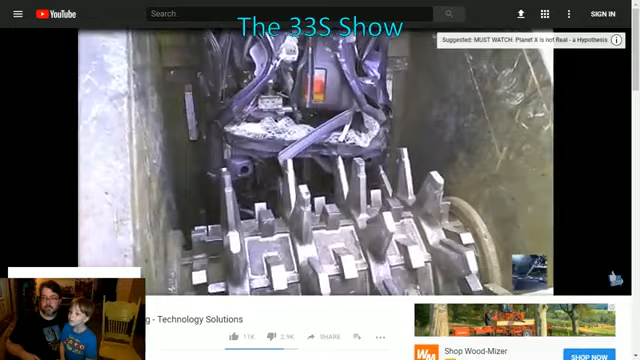 YouTube
Search
SIGN IN
The 33S Show
Suggested: MUST WATCH. Planet X is not Real - a Hypothesis
g - Technology Solutions
11K
2.9K
SHARE
WM
Shop Wood-Mizer
SHOP NOW